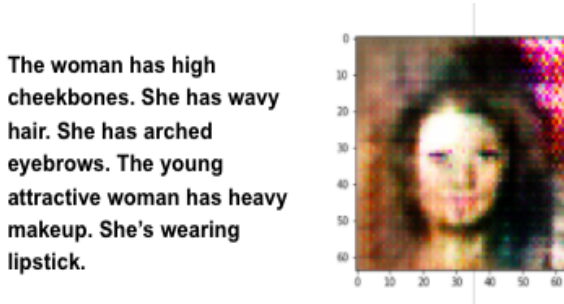 The woman has high
cheekbones. She has wavy
hair. She has arched
eyebrows. The young
attractive woman has heavy
makeup. She's wearing
lipstick.
0
10
20
30
40
50
60
0 10 20 30 40 50 60